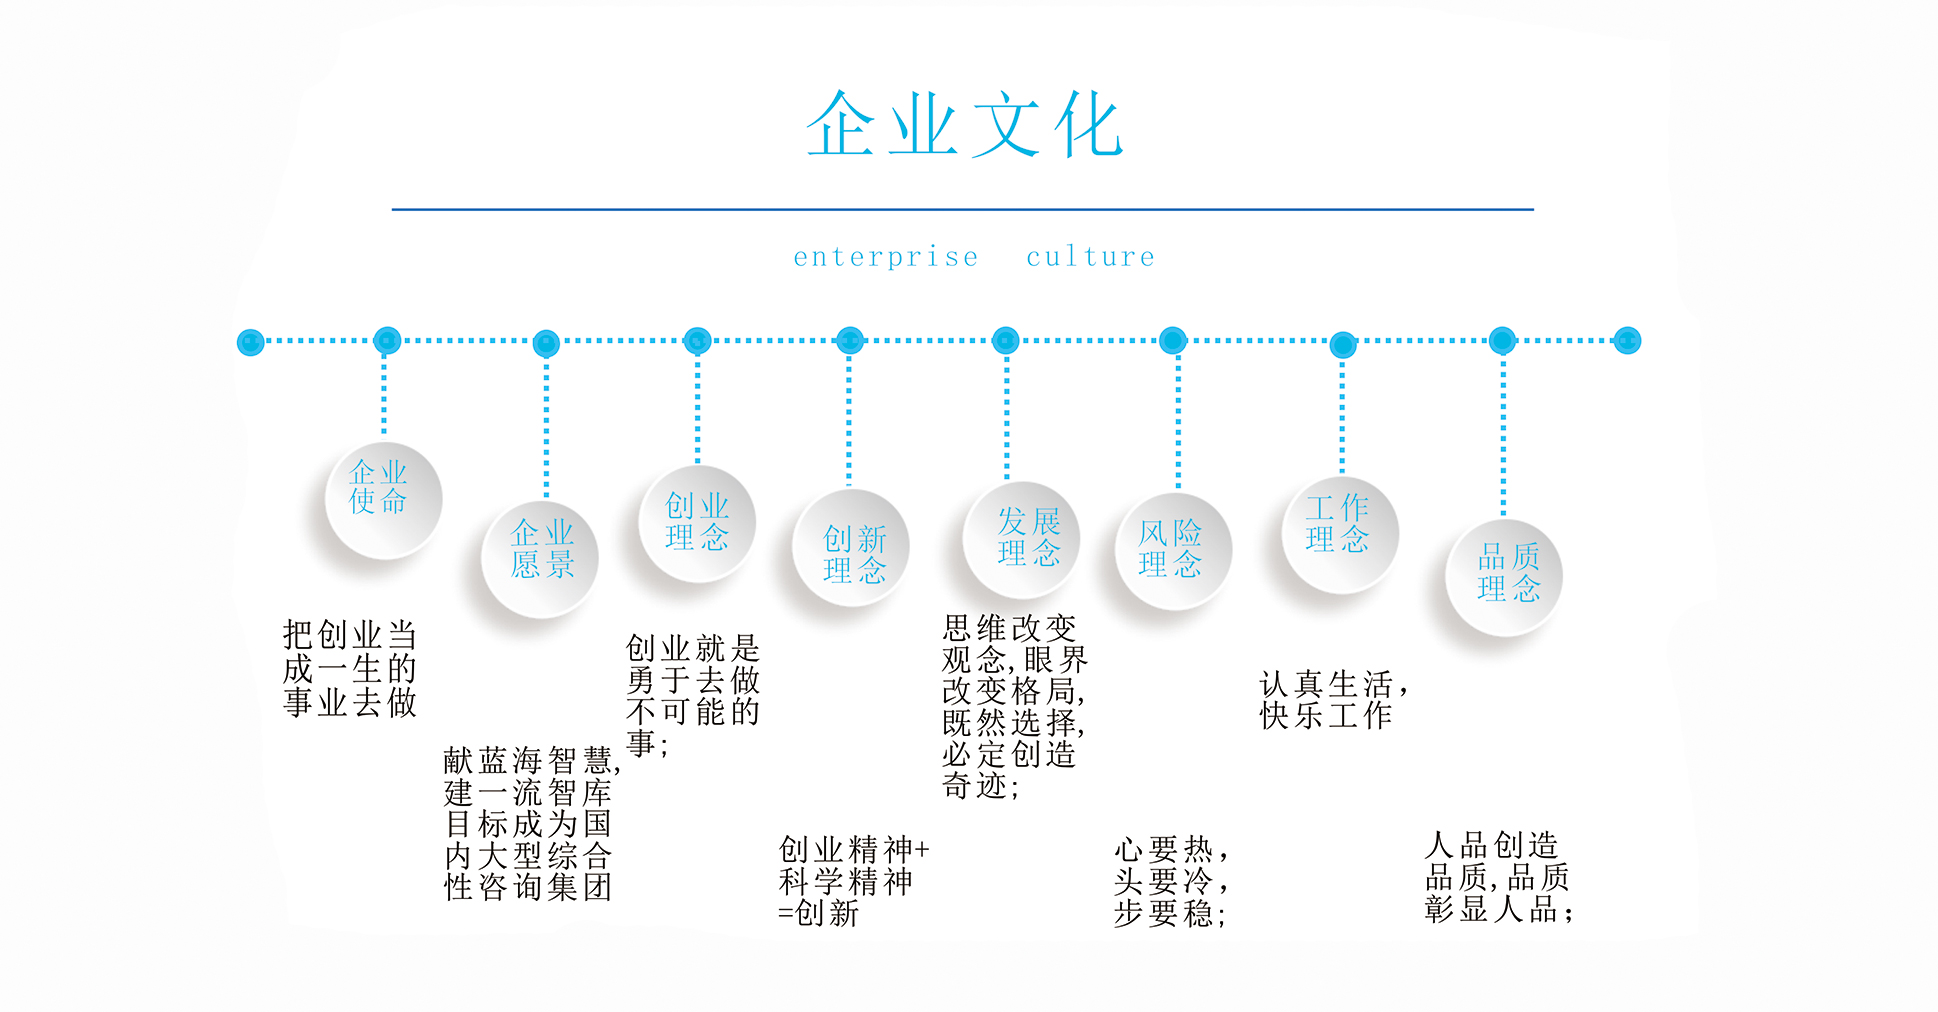 企业文化
enterprise culture
企业
使命
把创业当
成一生的
事业去做
企业
愿景
献蓝海智慧,
建一流智库
目标成为国
内大型综合
性咨询集团
创业
理念
创业就是
勇于去做
不可能的
事;
创新
理念
创业精神+
科学精神
=创新
发展
理念
思维改变
观念,眼界
改变格局,
既然选择,
必定创造
奇迹;
风险
理念
心要热，
头要冷，
步要稳;
工作
理念
认真生活，
快乐工作
品质
理念
人品创造
品质,品质
彰显人品；